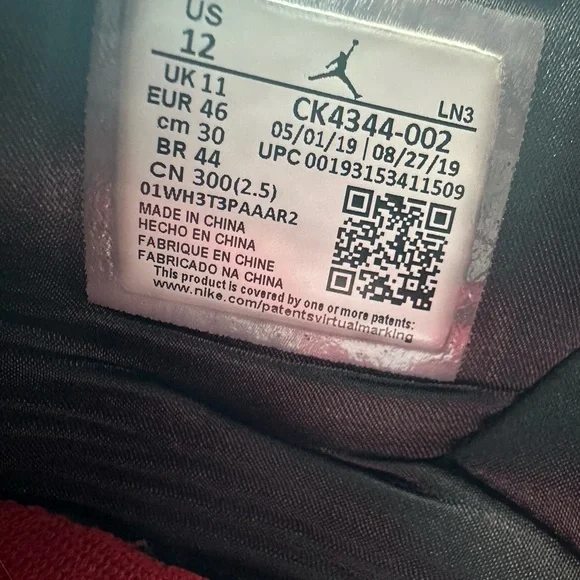 US
12
LN3
UK 11
EUR 46
cm 30
BR 44
CN 300(2.5)
CK4344-002
05/01/19 | 08/27/19
UPC 00193153411509
01WH3T3PAAAR2
MADE IN CHINA
HECHO EN CHINA
FABRIQUE EN CHINE
FABRICADO NA CHINA
This product is covered by one or more patents:
www.nike.com/patentsvirtualmarking